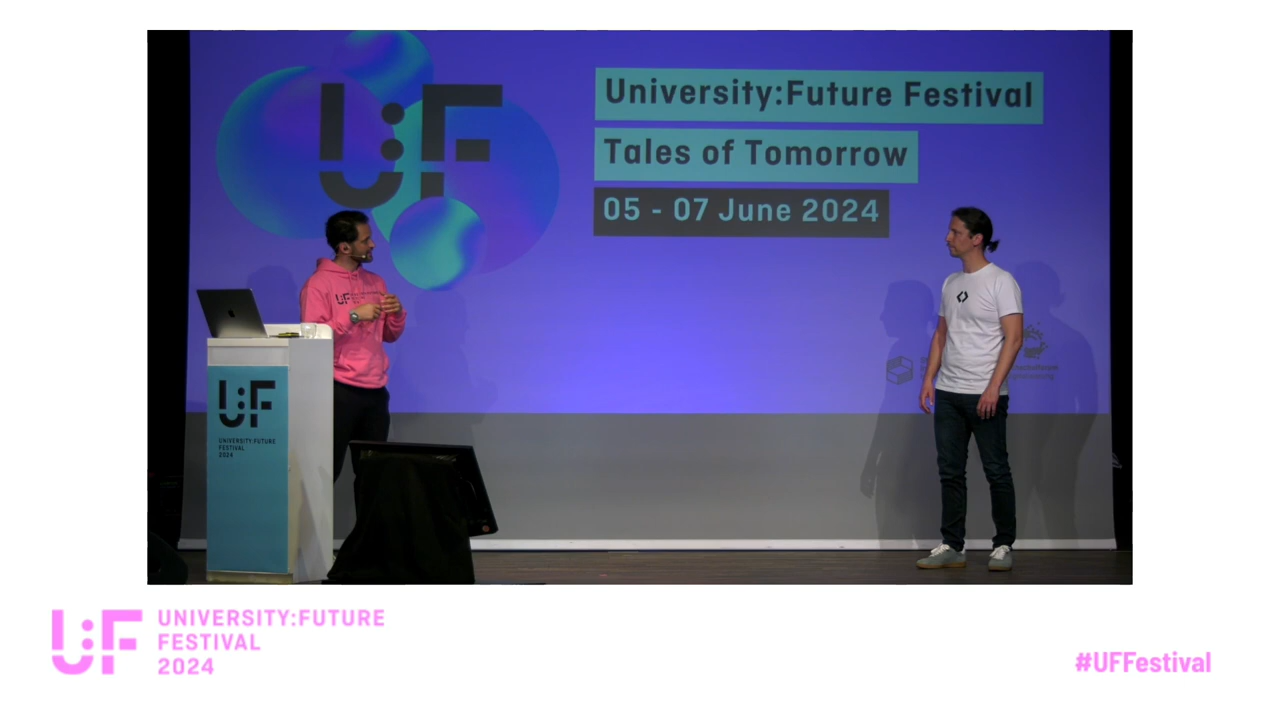 U:F
University:Future Festival
Tales of Tomorrow
05 - 07 June 2024
U:F
U:F
UNIVERSITY:FUTURE
FESTIVAL
2024
U:F
UNIVERSITY:FUTURE
FESTIVAL
2024
#UFFestival